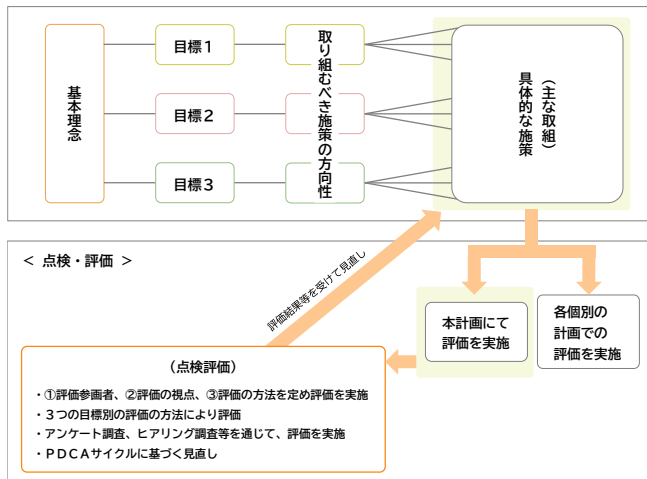 基本理念
目標１
目標２
目標３
取り組むべき施策の方向性
具体的な施策
（主な取組）
＜ 点検・評価 ＞
評価結果等を受けて見直し
本計画にて
評価を実施
各個別の
計画での
評価を実施
（点検評価）
・①評価参画者、②評価の視点、③評価の方法を定め評価を実施
・３つの目標別の評価の方法により評価
・アンケート調査、ヒアリング調査等を通じて、評価を実施
・ＰＤＣＡサイクルに基づく見直し